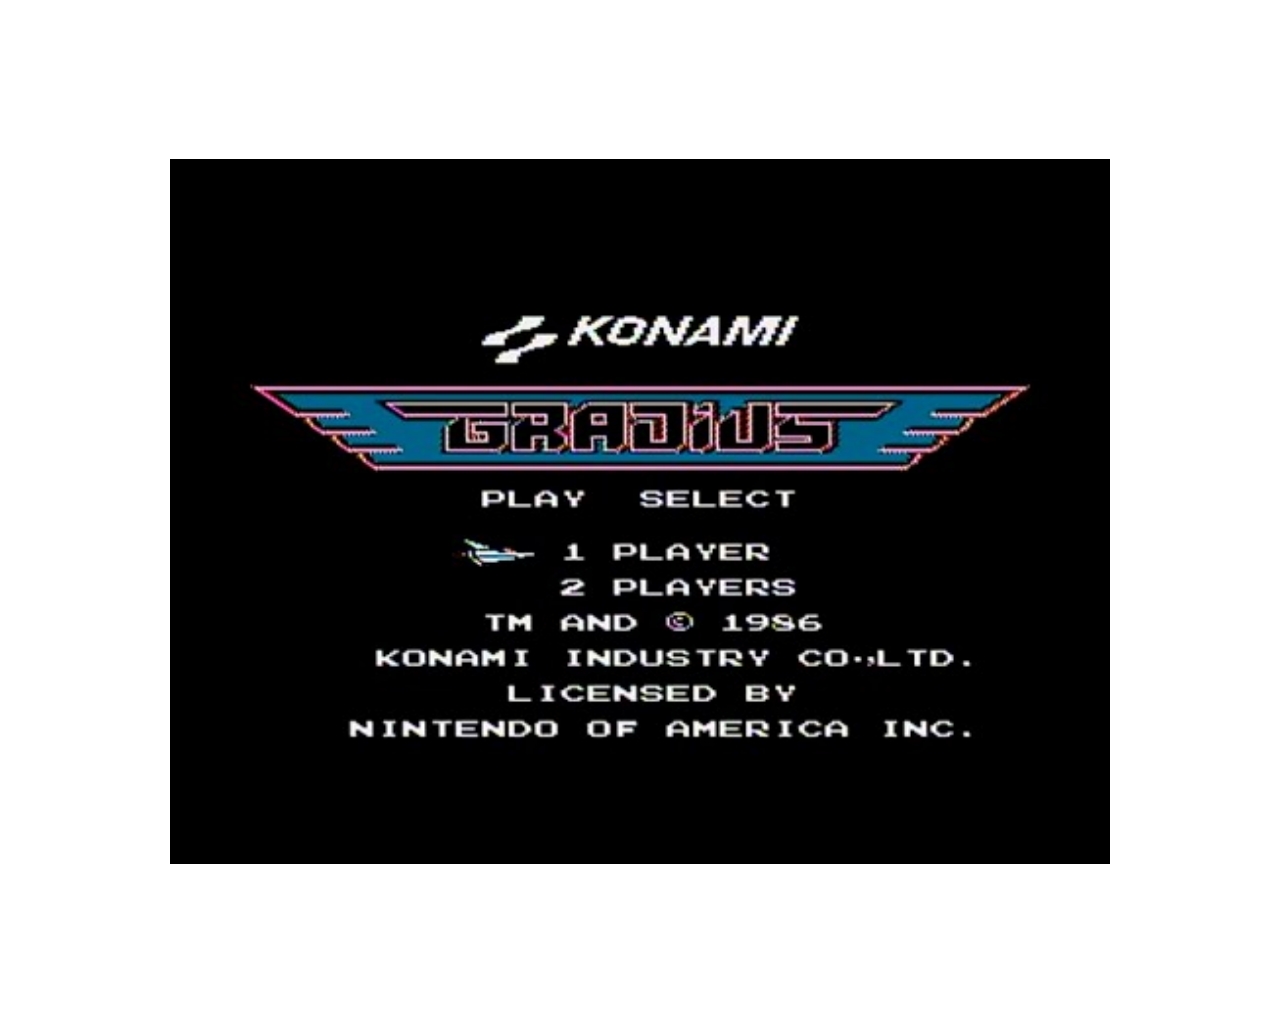 KONAMI
GRADIUS
PLAY SELECT
1 PLAYER
2 PLAYERS
TM AND © 1986
KONAMI INDUSTRY CO.,LTD.
LICENSED BY
NINTENDO OF AMERICA INC.